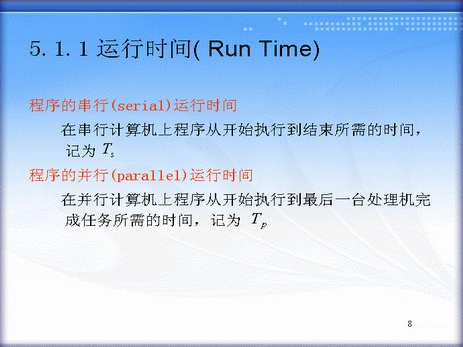 5.1.1 运行时间( Run Time)
程序的串行(serial)运行时间
在串行计算机上程序从开始执行到结束所需的时间，
记为 Ts
程序的并行(parallel)运行时间
在并行计算机上程序从开始执行到最后一台处理机完
成任务所需的时间，记为 Tp
8